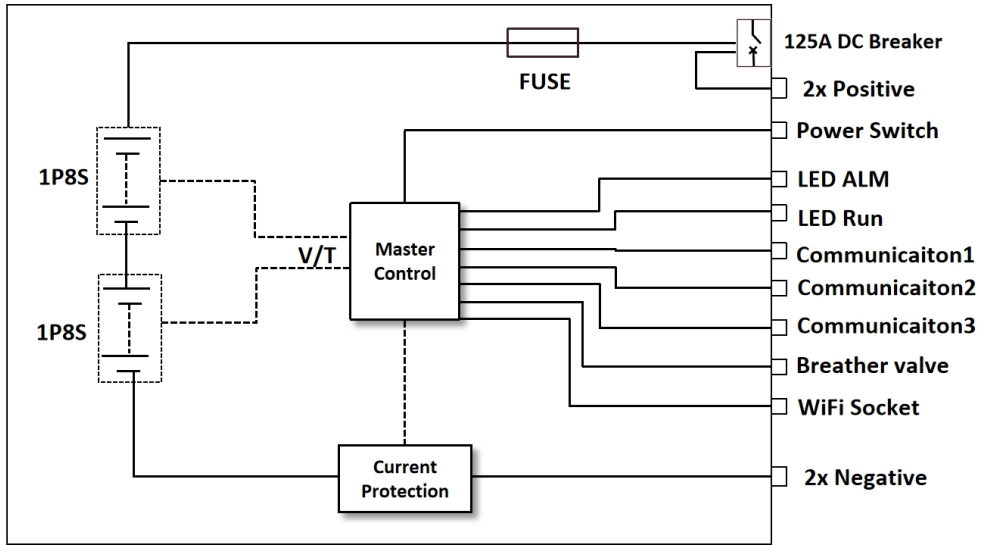 125A DC Breaker
FUSE
2x Positive
Power Switch
1P8S
LED ALM
LED Run
Master
Control
V/T
Communicaiton1
Communicaiton2
1P8S
Communicaiton3
Breather valve
WiFi Socket
Current
Protection
2x Negative